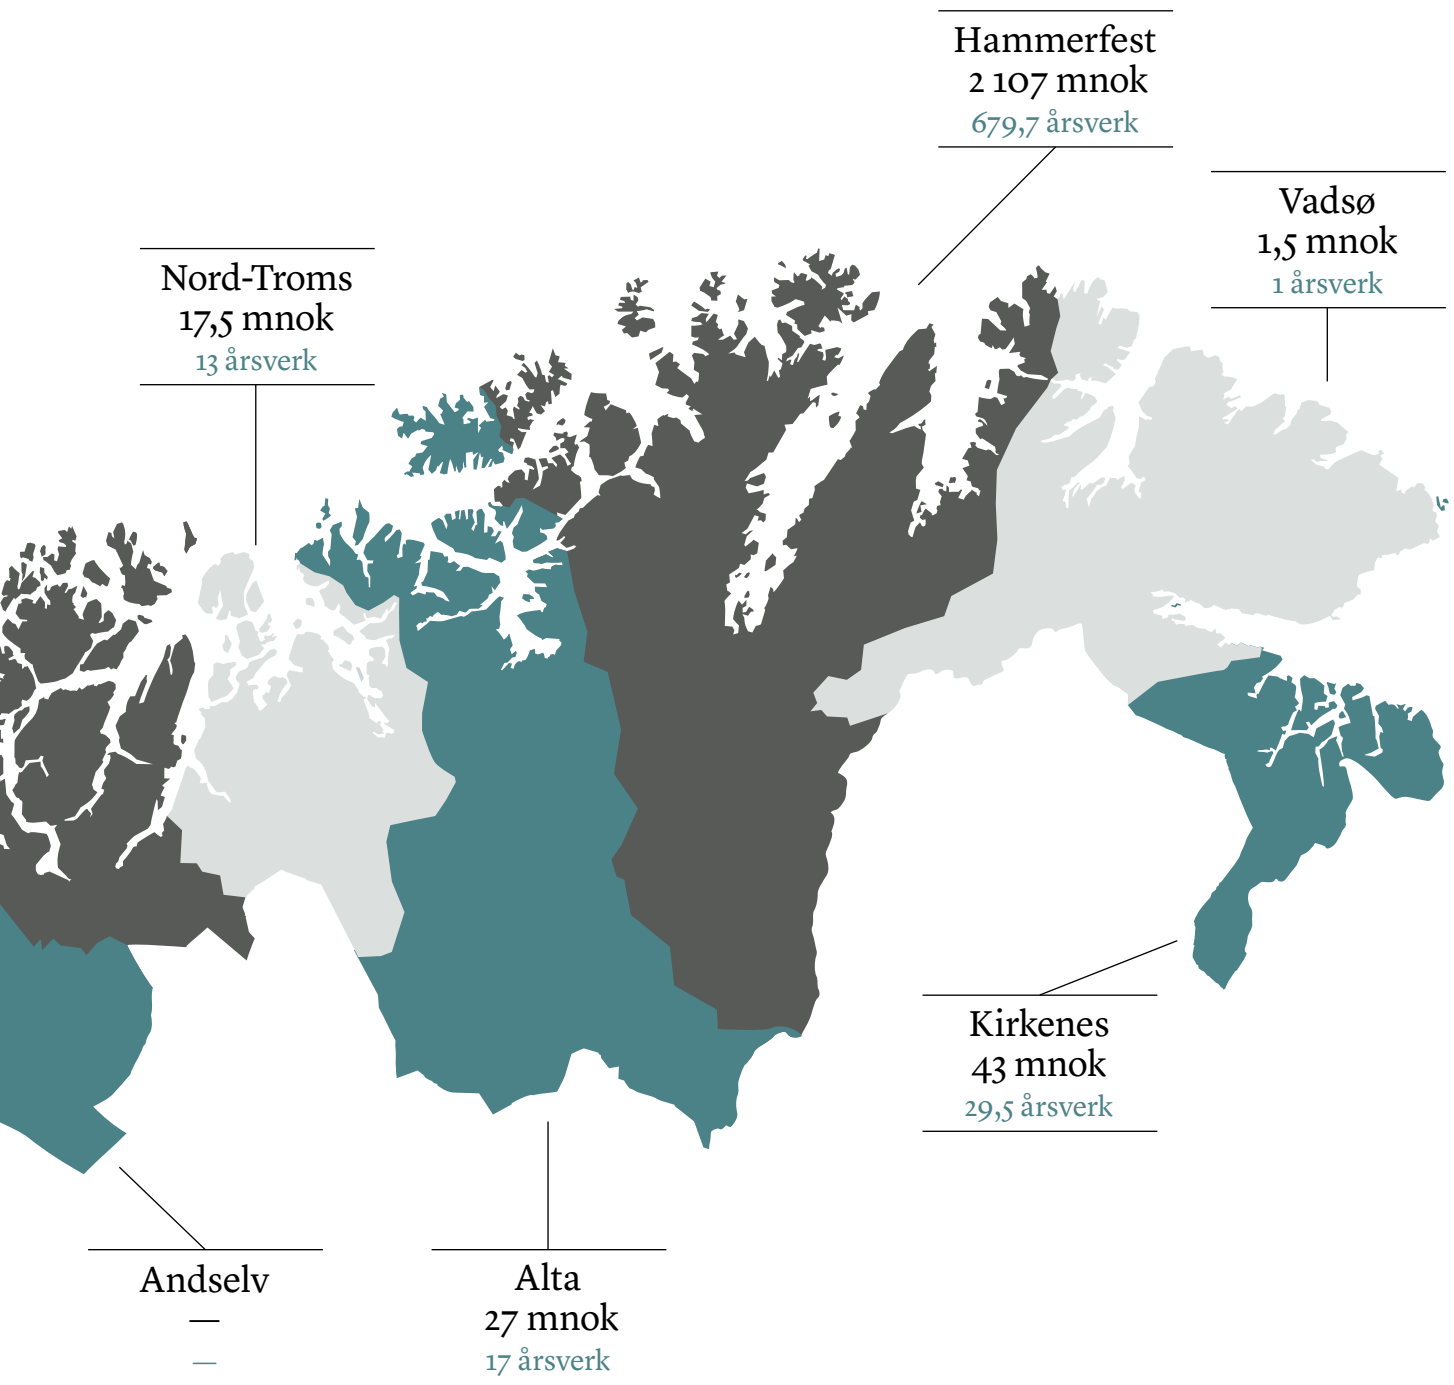 Hammerfest
2 107 mnok
679,7 årsverk
Vadsø
1,5 mnok
1 årsverk
Nord-Troms
17,5 mnok
13 årsverk
Kirkenes
43 mnok
29,5 årsverk
Andselv
—
—
Alta
27 mnok
17 årsverk